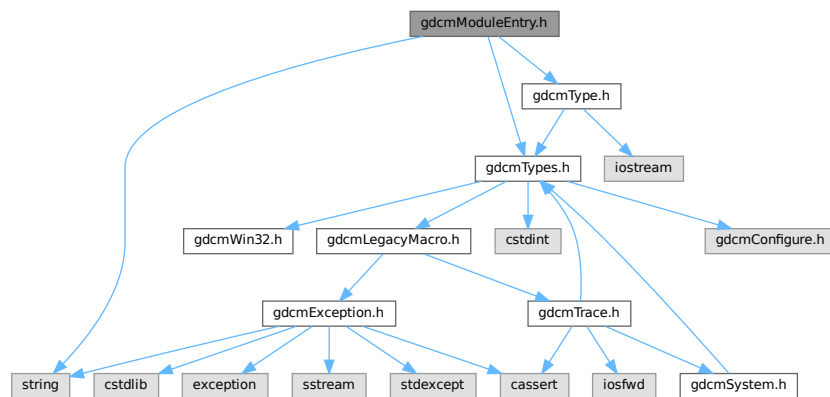 gdcmModuleEntry.h
gdcmType.h
gdcmTypes.h
iostream
gdcmWin32.h
gdcmLegacyMacro.h
cstdint
gdcmConfigure.h
gdcmException.h
gdcmTrace.h
string
cstdlib
exception
sstream
stdexcept
cassert
iosfwd
gdcmSystem.h